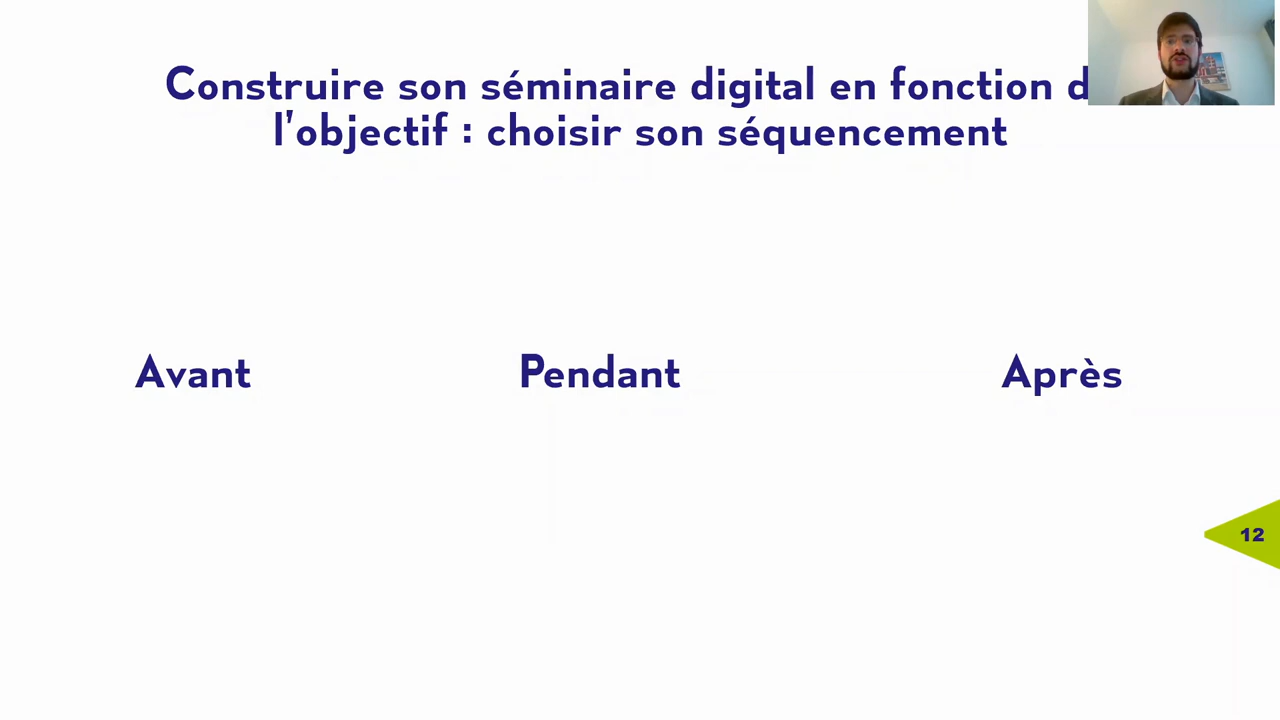 Construire son séminaire digital en fonction d
l'objectif : choisir son séquencement
Avant Pendant Après
12